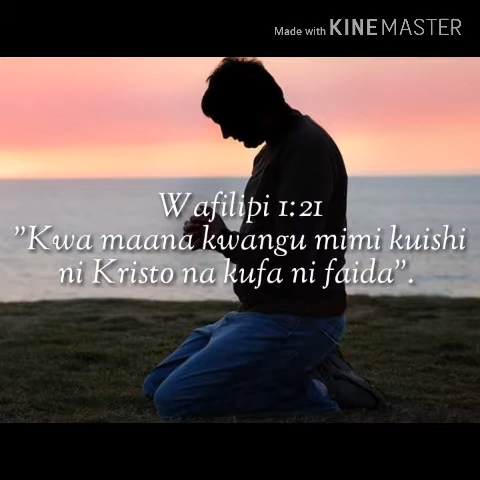 Made with KINEMASTER
Wafilipi 1:21
"Kwa maana kwangu mimi kuishi
ni Kristo na kufa ni faida".